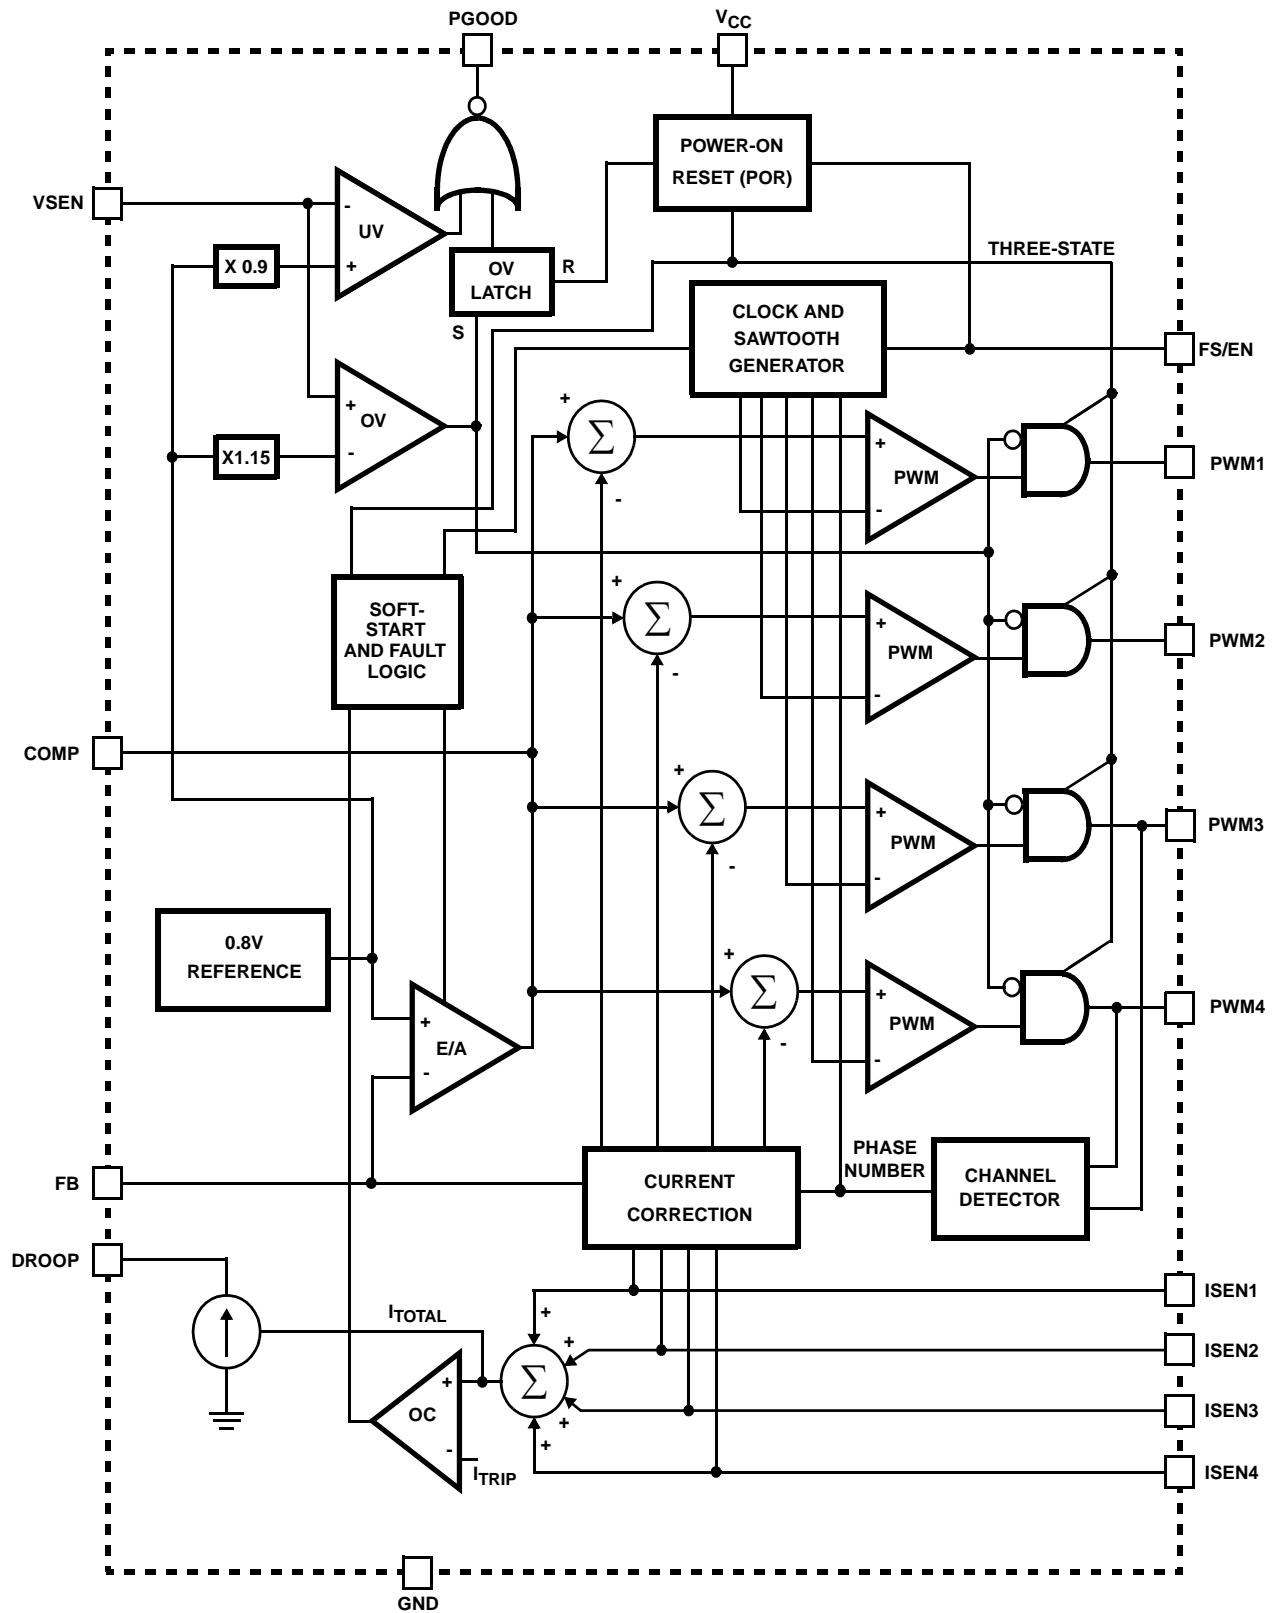 PGOOD
VCC
POWER-ON
RESET (POR)
VSEN
-
UV
+
X 0.9
OV
LATCH
R
S
THREE-STATE
CLOCK AND
SAWTOOTH
GENERATOR
FS/EN
+
OV
-
X1.15
+
Σ
-
+
PWM
-
PWM1
SOFT-
START
AND FAULT
LOGIC
+
Σ
-
+
PWM
-
PWM2
COMP
+
Σ
-
+
PWM
-
PWM3
0.8V
REFERENCE
+
E/A
-
+
Σ
-
+
PWM
-
PWM4
FB
CURRENT
CORRECTION
PHASE
NUMBER
CHANNEL
DETECTOR
DROOP
ITOTAL
+
+
Σ
+
+
+
OC
-
ITRIP
ISEN1
ISEN2
ISEN3
ISEN4
GND